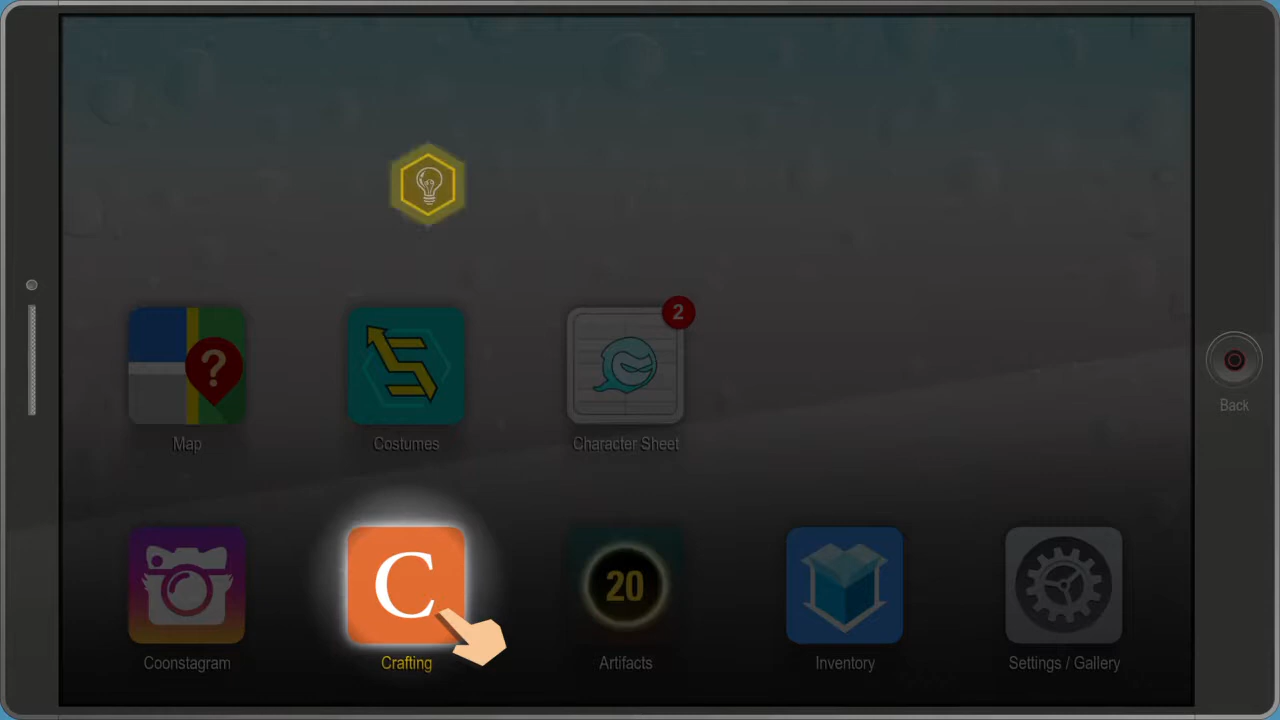 2
?
Map
Costumes
Character Sheet
Back
C
20
Coonstagram
Crafting
Artifacts
Inventory
Settings / Gallery